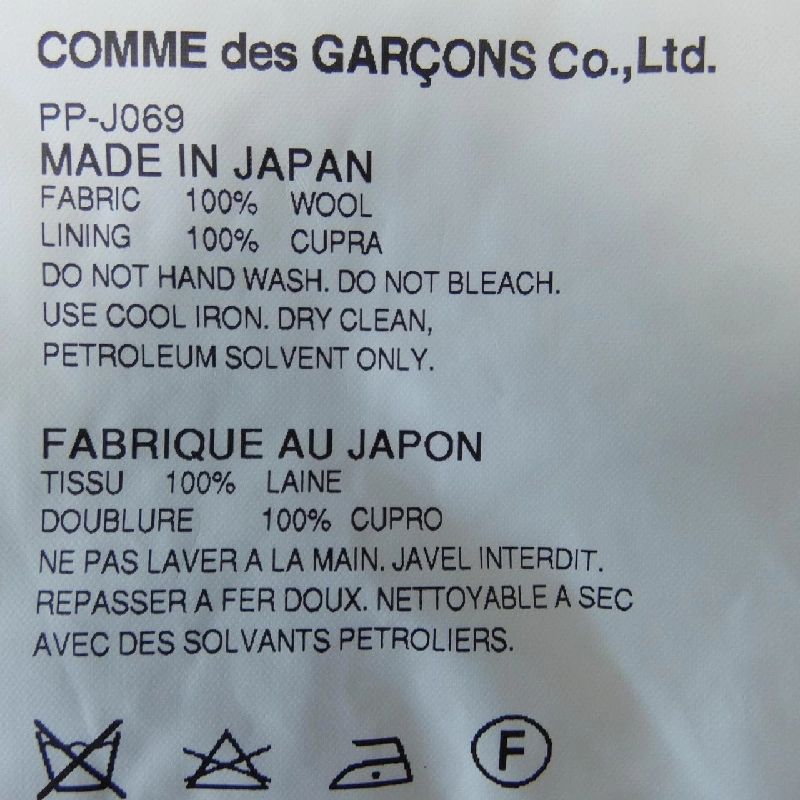 COMME des GARÇONS Co.,Ltd.
PP-J069
MADE IN JAPAN
FABRIC 100% WOOL
LINING 100% CUPRA
DO NOT HAND WASH. DO NOT BLEACH.
USE COOL IRON. DRY CLEAN,
PETROLEUM SOLVENT ONLY.
FABRIQUE AU JAPON
TISSU 100% LAINE
DOUBLURE 100% CUPRO
NE PAS LAVER A LA MAIN. JAVEL INTERDIT.
REPASSER A FER DOUX. NETTOYABLE A SEC
AVEC DES SOLVANTS PETROLIERS.
F